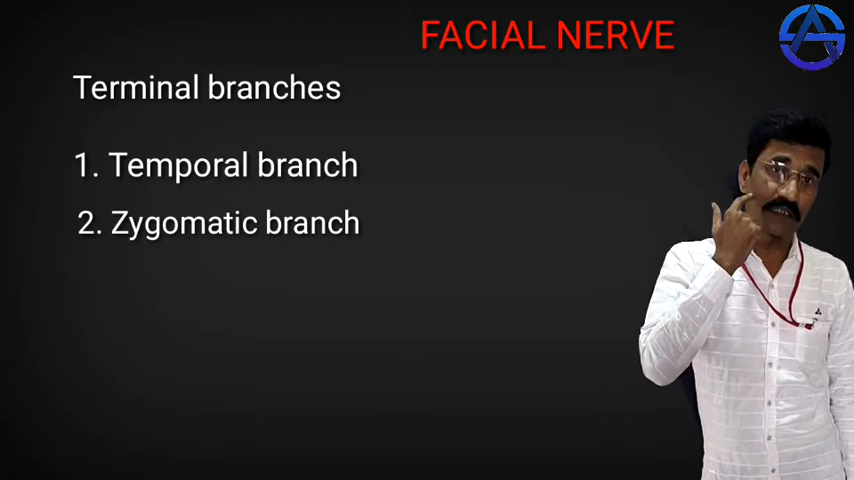 FACIAL NERVE
Terminal branches
1. Temporal branch
2. Zygomatic branch